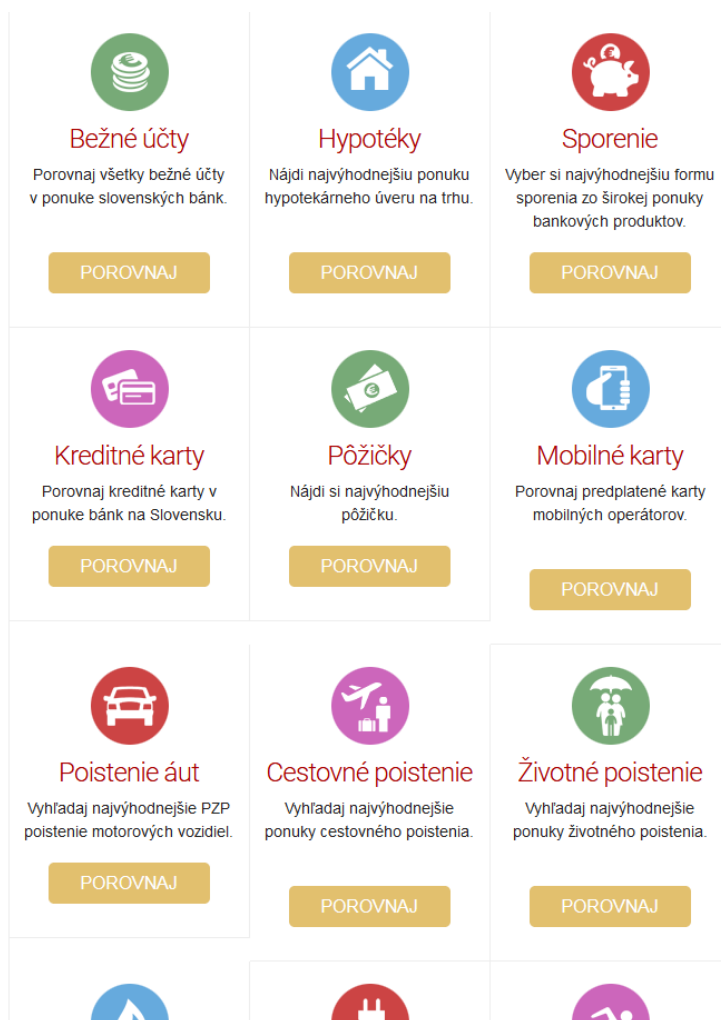 Bežné účty
Porovnaj všetky bežné účty
v ponuke slovenských bánk.
POROVNAJ
Hypotéky
Nájdi najvýhodnejšiu ponuku
hypotekárneho úveru na trhu.
POROVNAJ
Sporenie
Vyber si najvýhodnejšiu formu
sporenia zo širokej ponuky
bankových produktov.
POROVNAJ
Kreditné karty
Porovnaj kreditné karty v
ponuke bánk na Slovensku.
POROVNAJ
Pôžičky
Nájdi si najvýhodnejšiu
pôžičku.
POROVNAJ
Mobilné karty
Porovnaj predplatené karty
mobilných operátorov.
POROVNAJ
Poistenie áut
Vyhľadaj najvýhodnejšie PZP
poistenie motorových vozidiel.
POROVNAJ
Cestovné poistenie
Vyhľadaj najvýhodnejšie
ponuky cestovného poistenia.
POROVNAJ
Životné poistenie
Vyhľadaj najvýhodnejšie
ponuky životného poistenia.
POROVNAJ